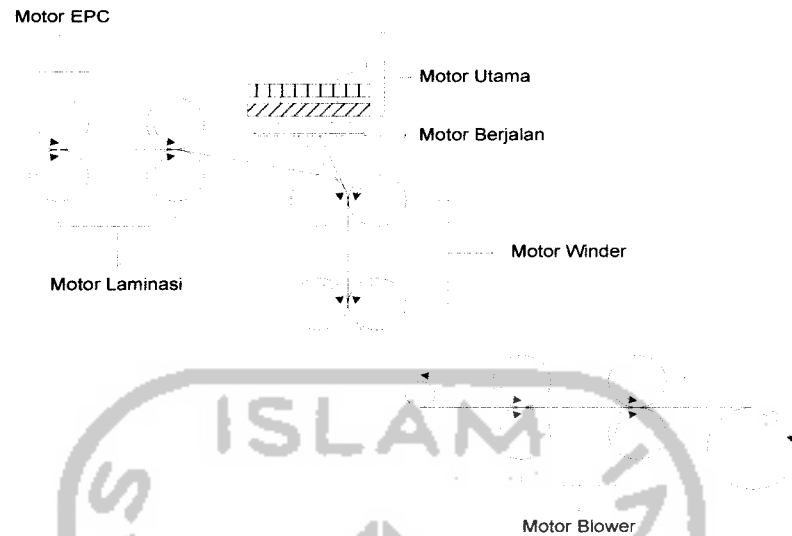 Motor EPC
Motor Utama
Motor Berjalan
Motor Winder
Motor Laminasi
ISLAM
Motor Blower